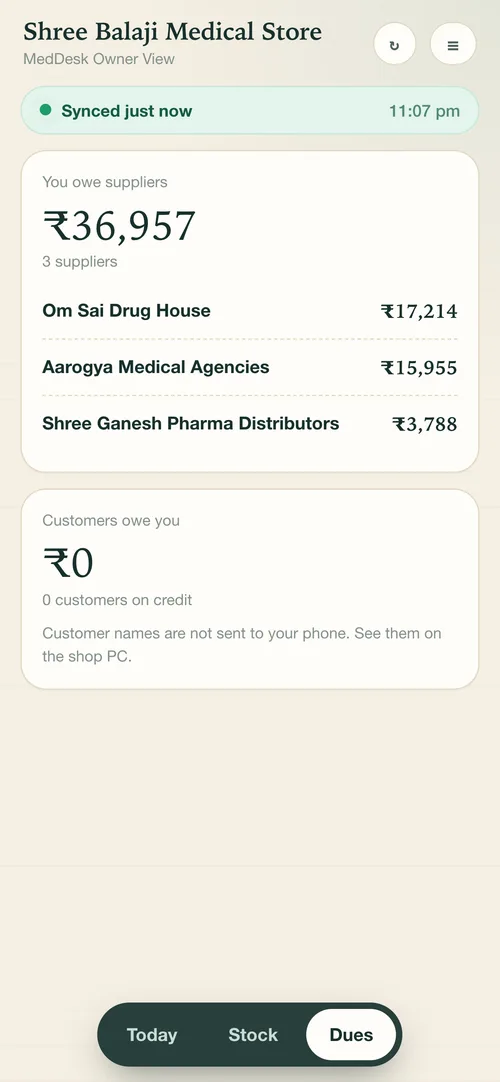 Shree Balaji Medical Store
MedDesk Owner View
↻ ≡
Synced just now 11:07 pm
You owe suppliers
₹36,957
3 suppliers
Om Sai Drug House ₹17,214
Aarogya Medical Agencies ₹15,955
Shree Ganesh Pharma Distributors ₹3,788
Customers owe you
₹0
0 customers on credit
Customer names are not sent to your phone. See them on
the shop PC.
Today Stock Dues